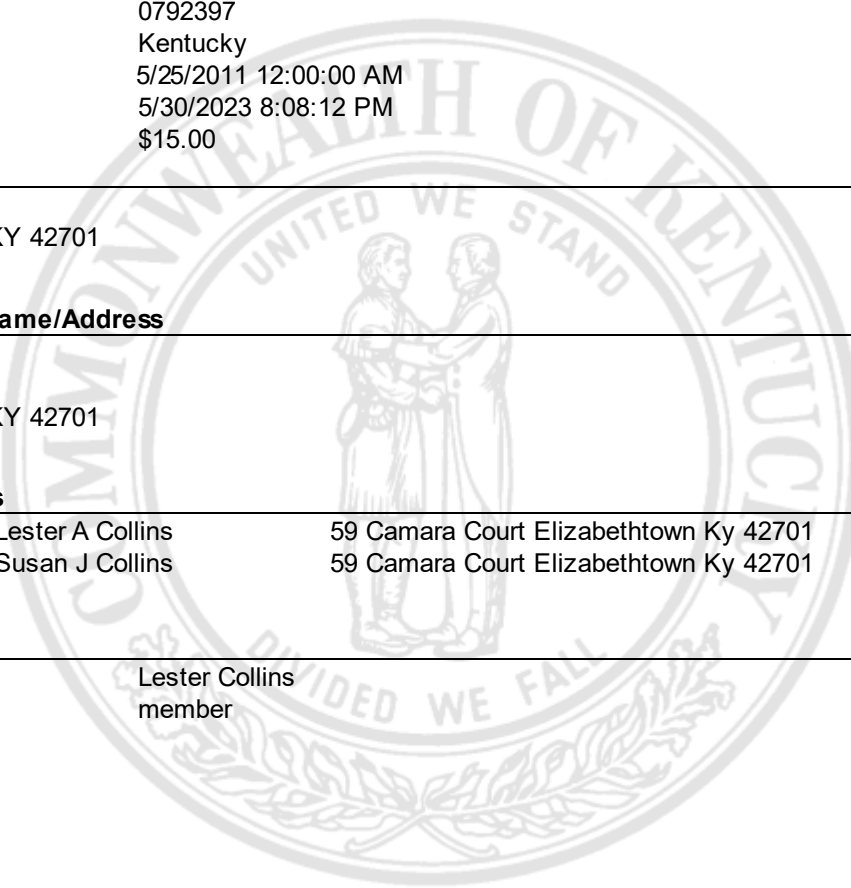 0792397
Kentucky
5/25/2011 12:00:00 AM
5/30/2023 8:08:12 PM
$15.00
KY 42701
ame/Address
KY 42701
s
Lester A Collins 59 Camara Court Elizabethtown Ky 42701
Susan J Collins 59 Camara Court Elizabethtown Ky 42701
Lester Collins
member
COMMONWEALTH OF KENTUCKY
UNITED WE STAND
DIVIDED WE FALL